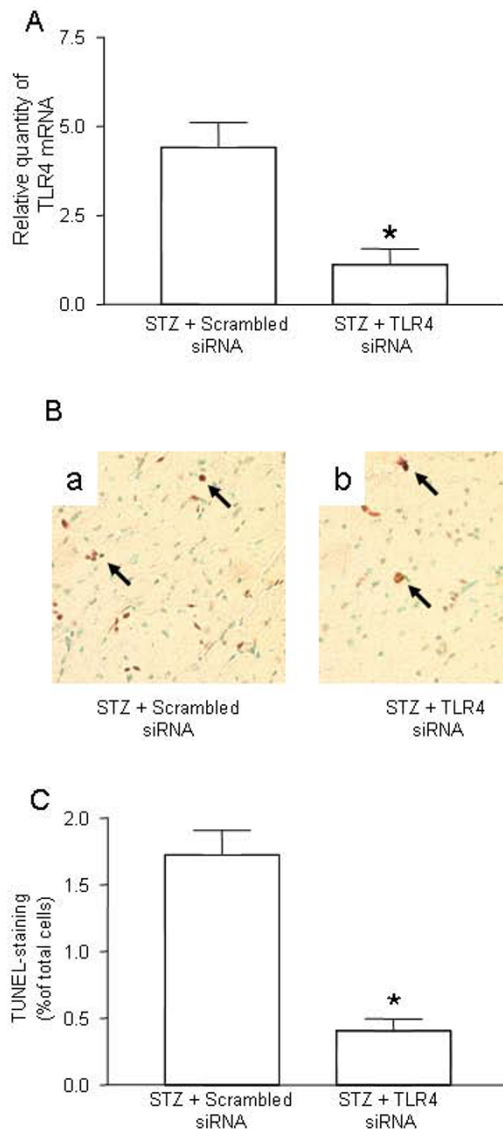 A
Relative quantity of
TLR4 mRNA
7.5
5.0
2.5
0.0
*
STZ + Scrambled
siRNA
STZ + TLR4
siRNA
B
a
b
STZ + Scrambled
siRNA
STZ + TLR4
siRNA
C
TUNEL-staining
(%of total cells)
2.0
1.5
1.0
0.5
0.0
*
STZ + Scrambled
siRNA
STZ + TLR4
siRNA